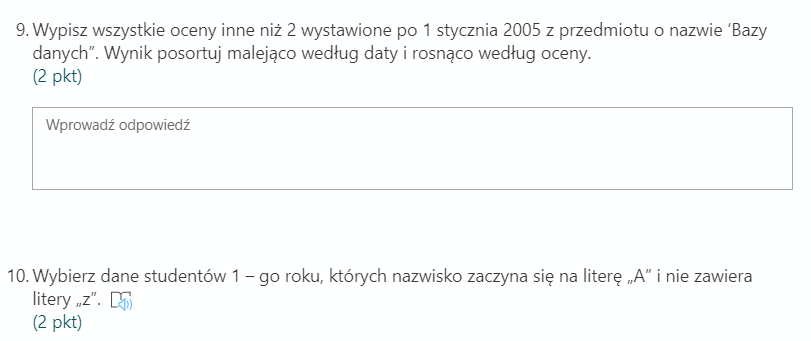 9. Wypisz wszystkie oceny inne niż 2 wystawione po 1 stycznia 2005 z przedmiotu o nazwie ‘Bazy
danych”. Wynik posortuj malejąco według daty i rosnąco według oceny.
(2 pkt)
Wprowadź odpowiedź
10. Wybierz dane studentów 1 – go roku, których nazwisko zaczyna się na literę „A” i nie zawiera
litery „z”.
(2 pkt)